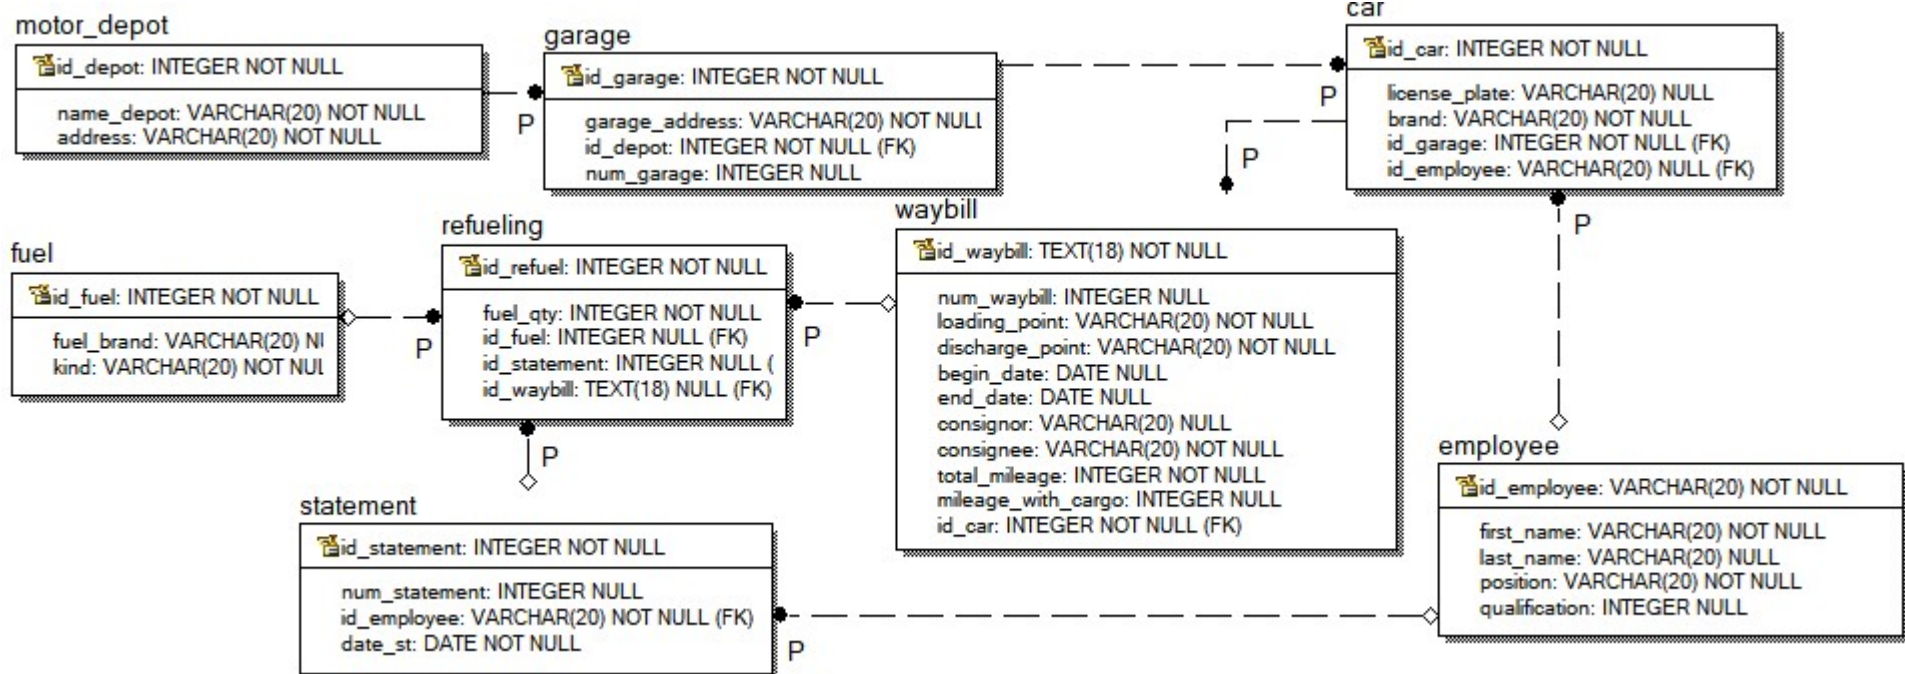 motor_depot
id_depot: INTEGER NOT NULL
name_depot: VARCHAR(20) NOT NULL
address: VARCHAR(20) NOT NULL
P
garage
id_garage: INTEGER NOT NULL
garage_address: VARCHAR(20) NOT NULL
id_depot: INTEGER NOT NULL (FK)
num_garage: INTEGER NULL
P
car
id_car: INTEGER NOT NULL
license_plate: VARCHAR(20) NULL
brand: VARCHAR(20) NOT NULL
id_garage: INTEGER NOT NULL (FK)
id_employee: VARCHAR(20) NULL (FK)
P
P
fuel
id_fuel: INTEGER NOT NULL
fuel_brand: VARCHAR(20)
kind: VARCHAR(20) NOT NUL
P
refueling
id_refuel: INTEGER NOT NULL
fuel_qty: INTEGER NOT NULL
id_fuel: INTEGER NULL (FK)
id_statement: INTEGER NULL (
id_waybill: TEXT(18) NULL (FK)
P
P
waybill
id_waybill: TEXT(18) NOT NULL
num_waybill: INTEGER NULL
loading_point: VARCHAR(20) NOT NULL
discharge_point: VARCHAR(20) NOT NULL
begin_date: DATE NULL
end_date: DATE NULL
consignor: VARCHAR(20) NULL
consignee: VARCHAR(20) NOT NULL
total_mileage: INTEGER NOT NULL
mileage_with_cargo: INTEGER NULL
id_car: INTEGER NOT NULL (FK)
statement
id_statement: INTEGER NOT NULL
num_statement: INTEGER NULL
id_employee: VARCHAR(20) NOT NULL (FK)
date_st: DATE NOT NULL
P
employee
id_employee: VARCHAR(20) NOT NULL
first_name: VARCHAR(20) NOT NULL
last_name: VARCHAR(20) NULL
position: VARCHAR(20) NOT NULL
qualification: INTEGER NULL